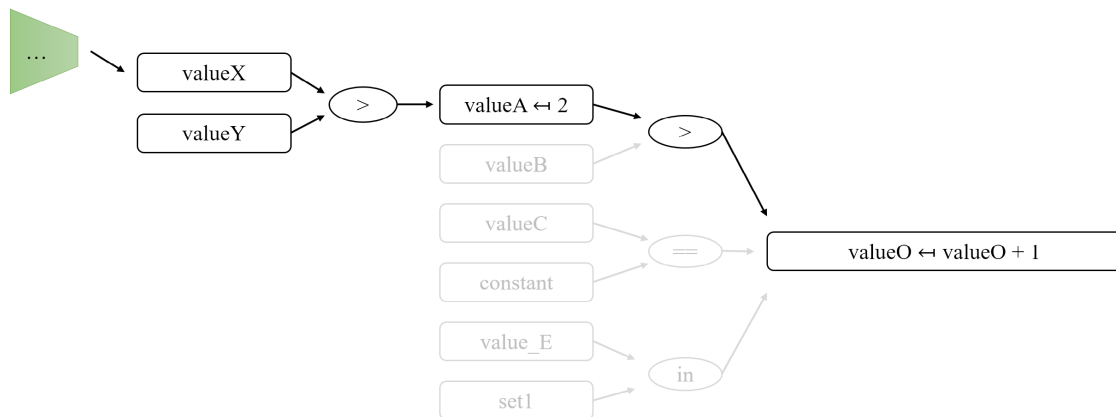 ...
valueX
valueY
>
valueA ↤ 2
valueB
>
valueC
constant
==
value_E
set1
in
valueO ↤ valueO + 1